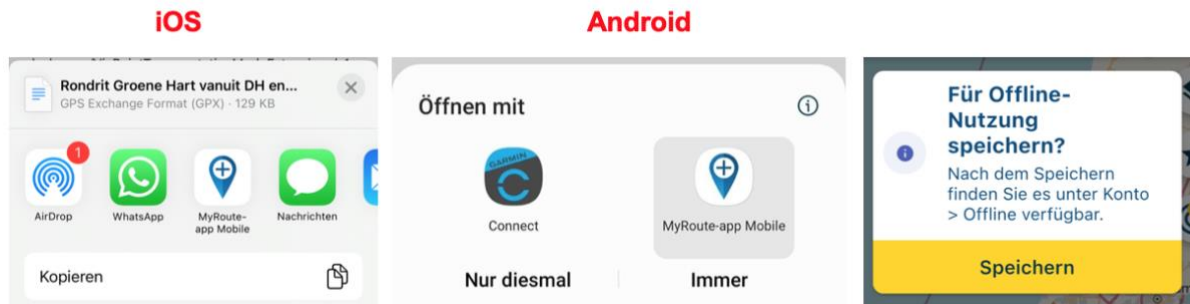 iOS
Android
Rondrit Groene Hart vanuit DH en...
GPS Exchange Format (GPX) · 129 KB
1
AirDrop
WhatsApp
MyRoute-
app Mobile
Nachrichten
Kopieren
Öffnen mit
GARMIN
Connect
MyRoute-app Mobile
Nur diesmal
Immer
Für Offline-
Nutzung
speichern?
Nach dem Speichern
finden Sie es unter Konto
> Offline verfügbar.
Speichern